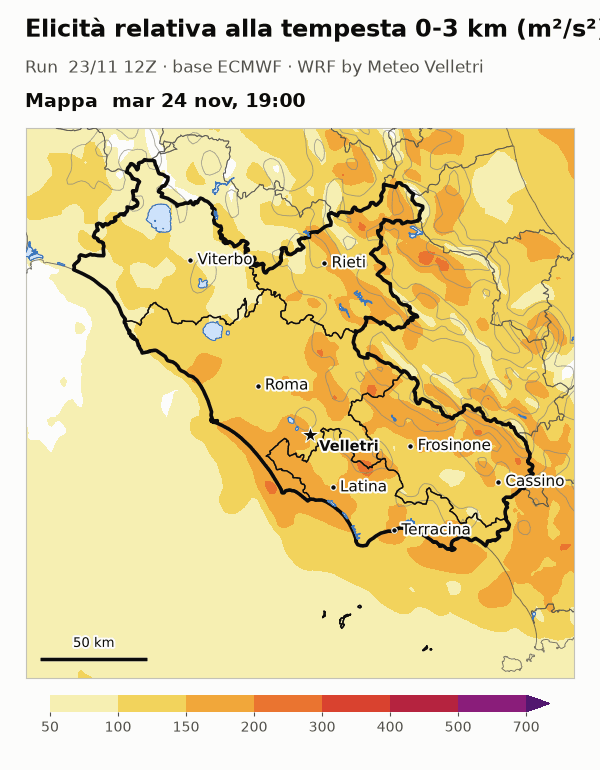 Elicità relativa alla tempesta 0-3 km (m²/s²)
Run 23/11 12Z · base ECMWF · WRF by Meteo Velletri
Mappa mar 24 nov, 19:00
Viterbo
Rieti
Roma
Velletri
Frosinone
Latina
Cassino
Terracina
50 km
50 100 150 200 300 400 500 700